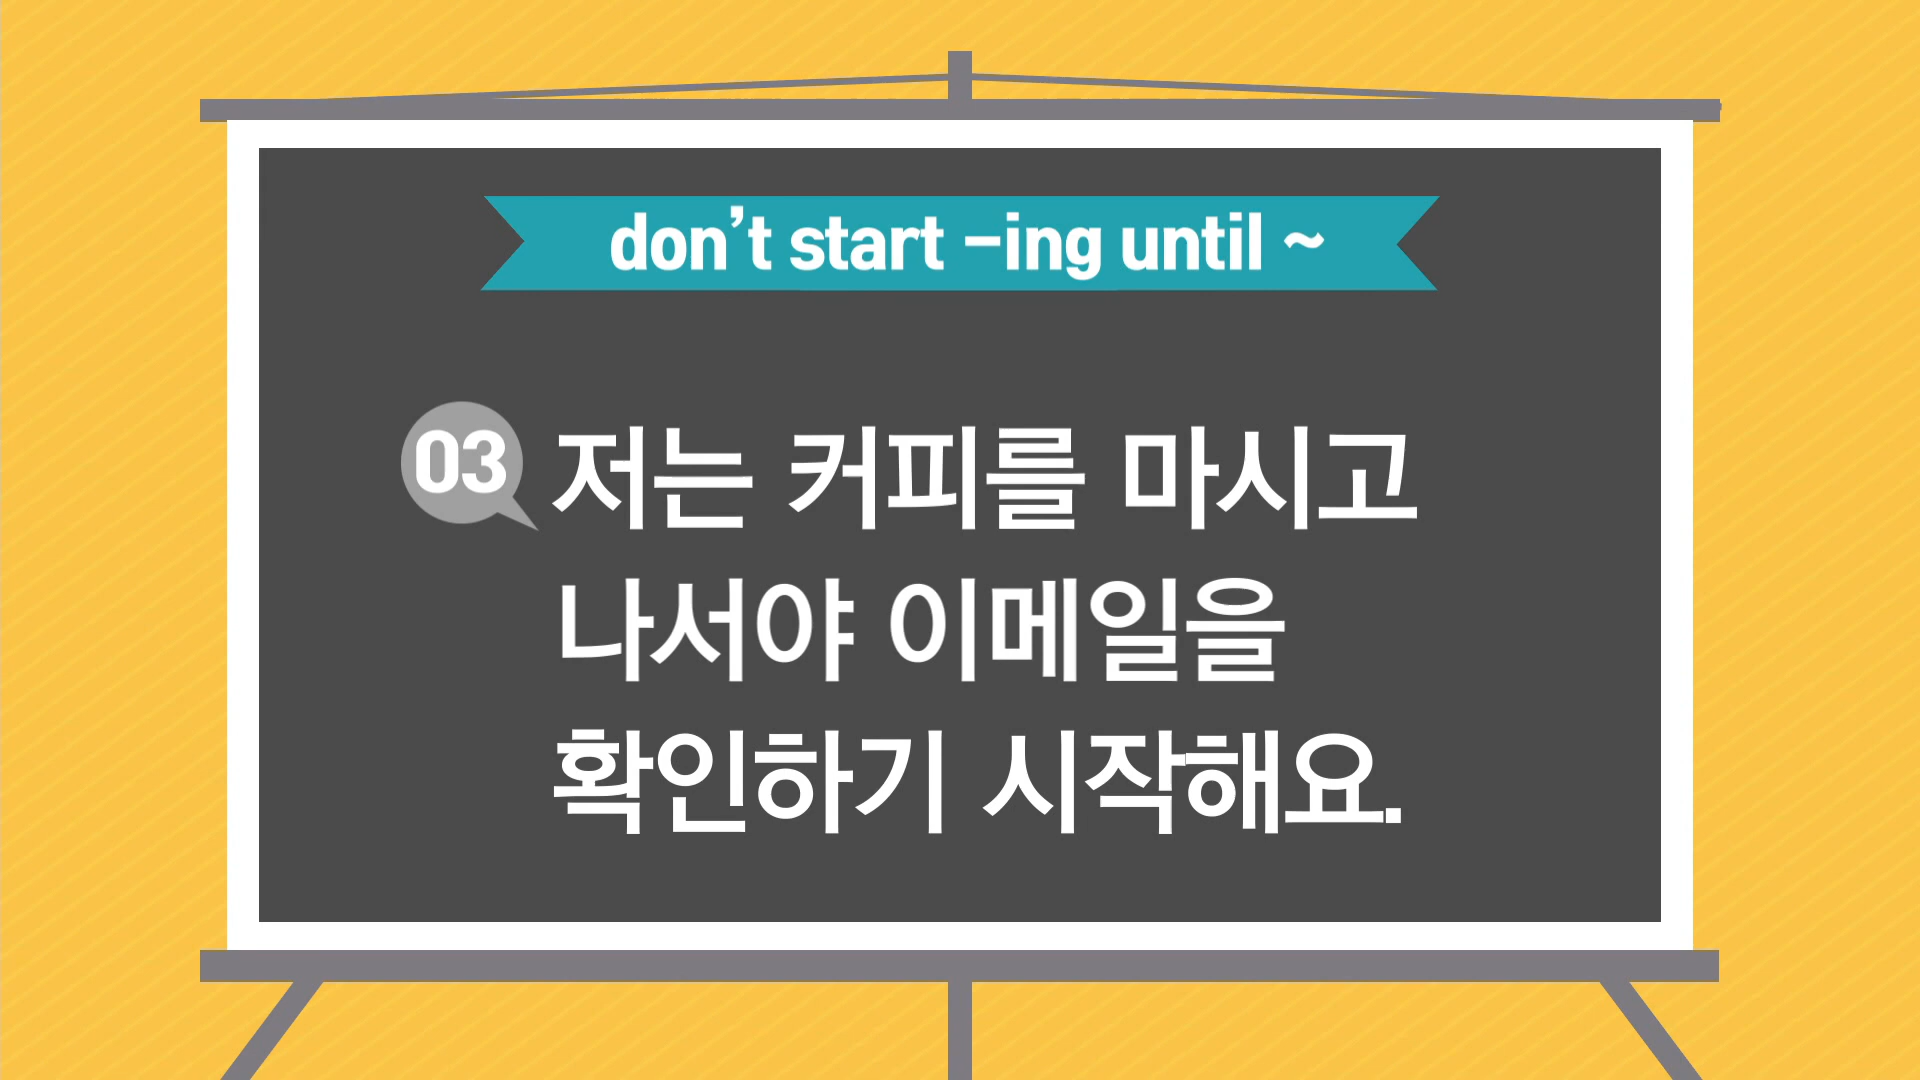 don’t start –ing until ~
03 저는 커피를 마시고
나서야 이메일을
확인하기 시작해요.